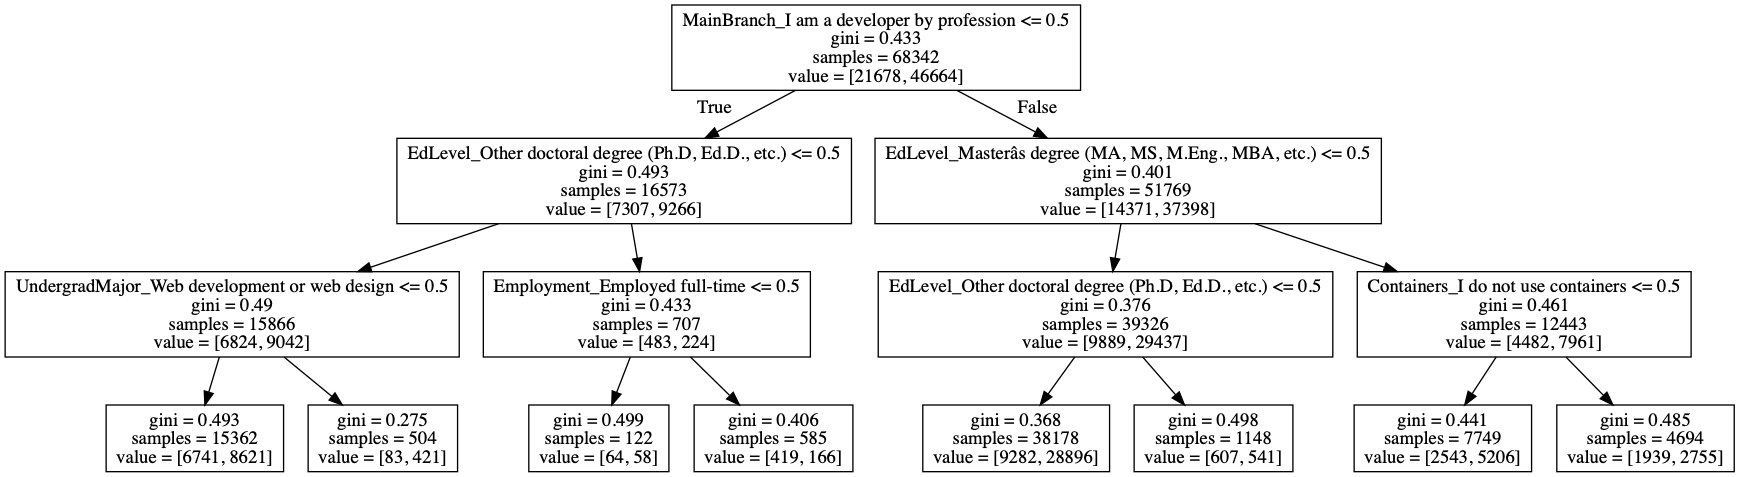 MainBranch_I am a developer by profession <= 0.5
gini = 0.433
samples = 68342
value = [21678, 46664]
True
False
EdLevel_Other doctoral degree (Ph.D, Ed.D., etc.) <= 0.5
gini = 0.493
samples = 16573
value = [7307, 9266]
EdLevel_Masterâs degree (MA, MS, M.Eng., MBA, etc.) <= 0.5
gini = 0.401
samples = 51769
value = [14371, 37398]
UndergradMajor_Web development or web design <= 0.5
gini = 0.49
samples = 15866
value = [6824, 9042]
Employment_Employed full-time <= 0.5
gini = 0.433
samples = 707
value = [483, 224]
EdLevel_Other doctoral degree (Ph.D, Ed.D., etc.) <= 0.5
gini = 0.376
samples = 39326
value = [9889, 29437]
Containers_I do not use containers <= 0.5
gini = 0.461
samples = 12443
value = [4482, 7961]
gini = 0.493
samples = 15362
value = [6741, 8621]
gini = 0.275
samples = 504
value = [83, 421]
gini = 0.499
samples = 122
value = [64, 58]
gini = 0.406
samples = 585
value = [419, 166]
gini = 0.368
samples = 38178
value = [9282, 28896]
gini = 0.498
samples = 1148
value = [607, 541]
gini = 0.441
samples = 7749
value = [2543, 5206]
gini = 0.485
samples = 4694
value = [1939, 2755]